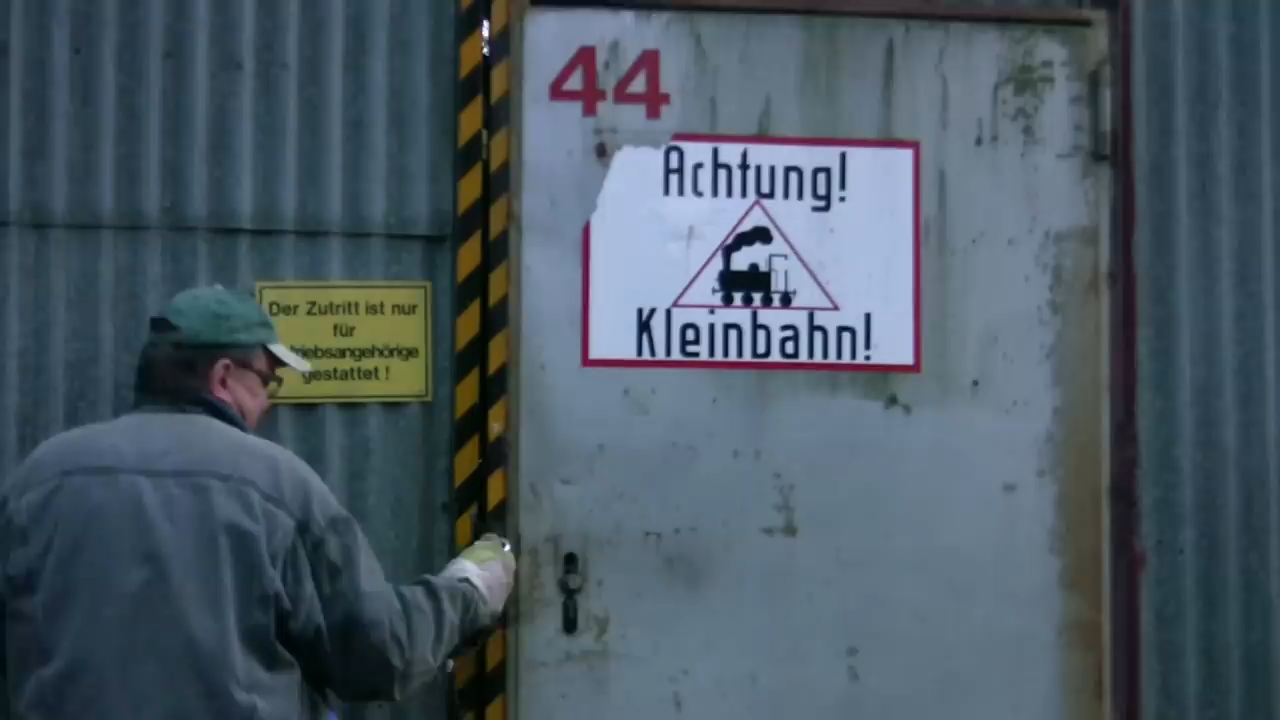 44
Achtung!
Kleinbahn!
Der Zutritt ist nur
für
gestattet !